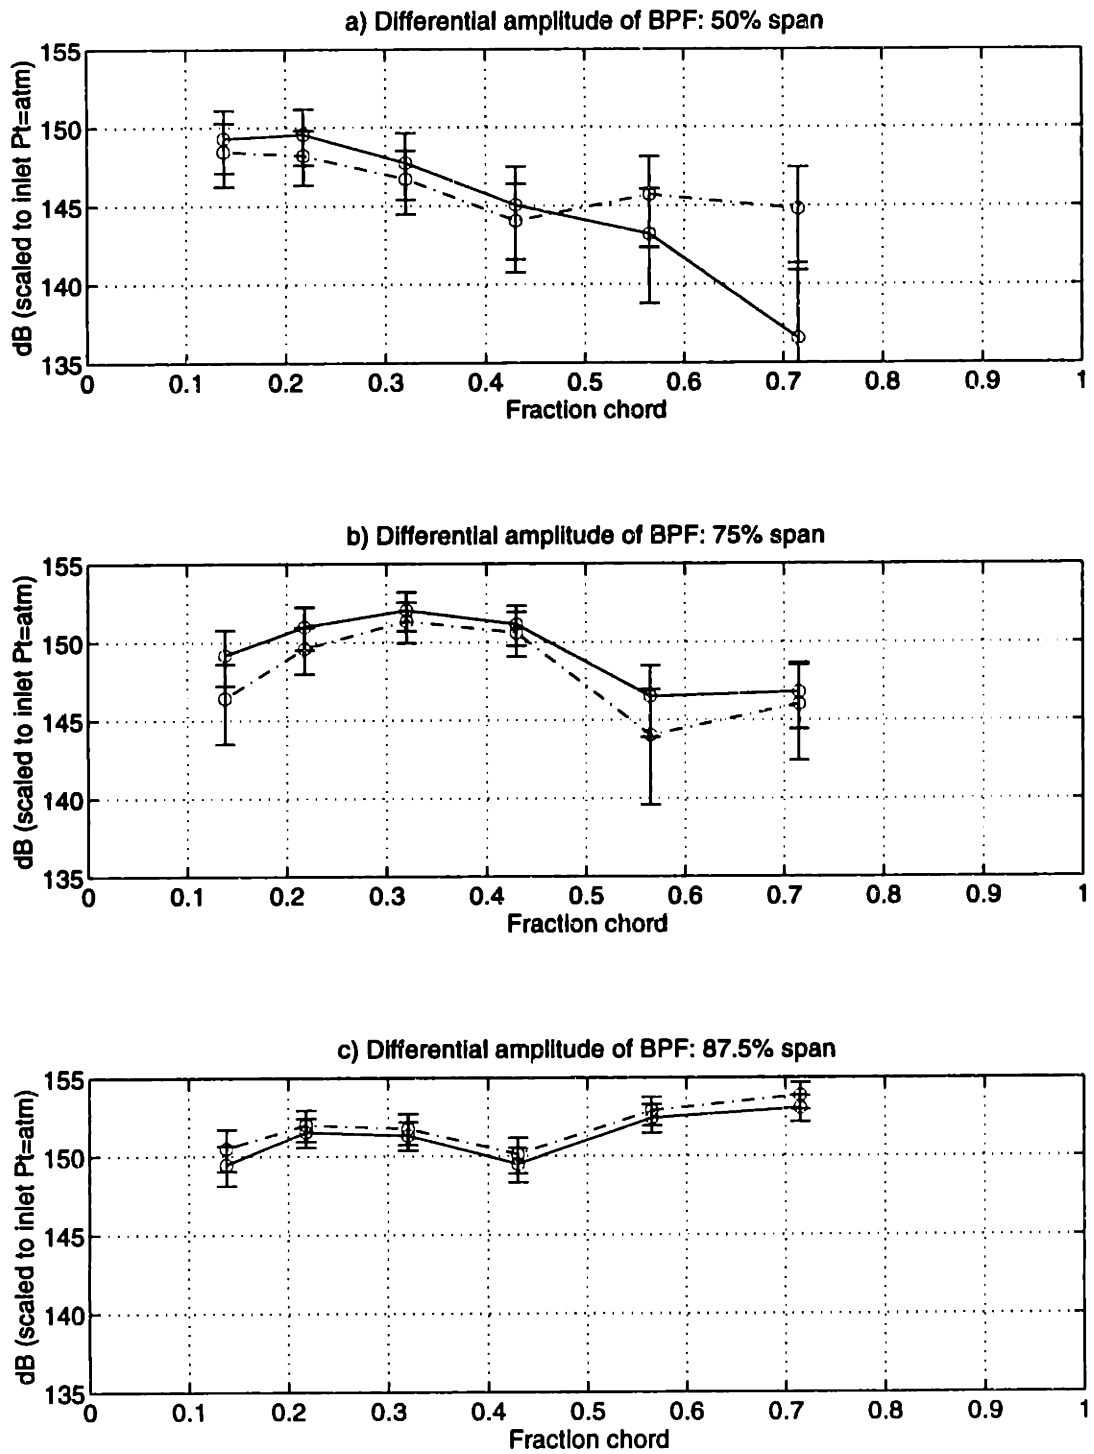 a) Differential amplitude of BPF: 50% span
dB (scaled to inlet Pt=atm)
155
150
145
140
135
0 0.1 0.2 0.3 0.4 0.5 0.6 0.7 0.8 0.9 1
Fraction chord
b) Differential amplitude of BPF: 75% span
dB (scaled to inlet Pt=atm)
155
150
145
140
135
0 0.1 0.2 0.3 0.4 0.5 0.6 0.7 0.8 0.9 1
Fraction chord
c) Differential amplitude of BPF: 87.5% span
dB (scaled to inlet Pt=atm)
155
150
145
140
135
0 0.1 0.2 0.3 0.4 0.5 0.6 0.7 0.8 0.9 1
Fraction chord